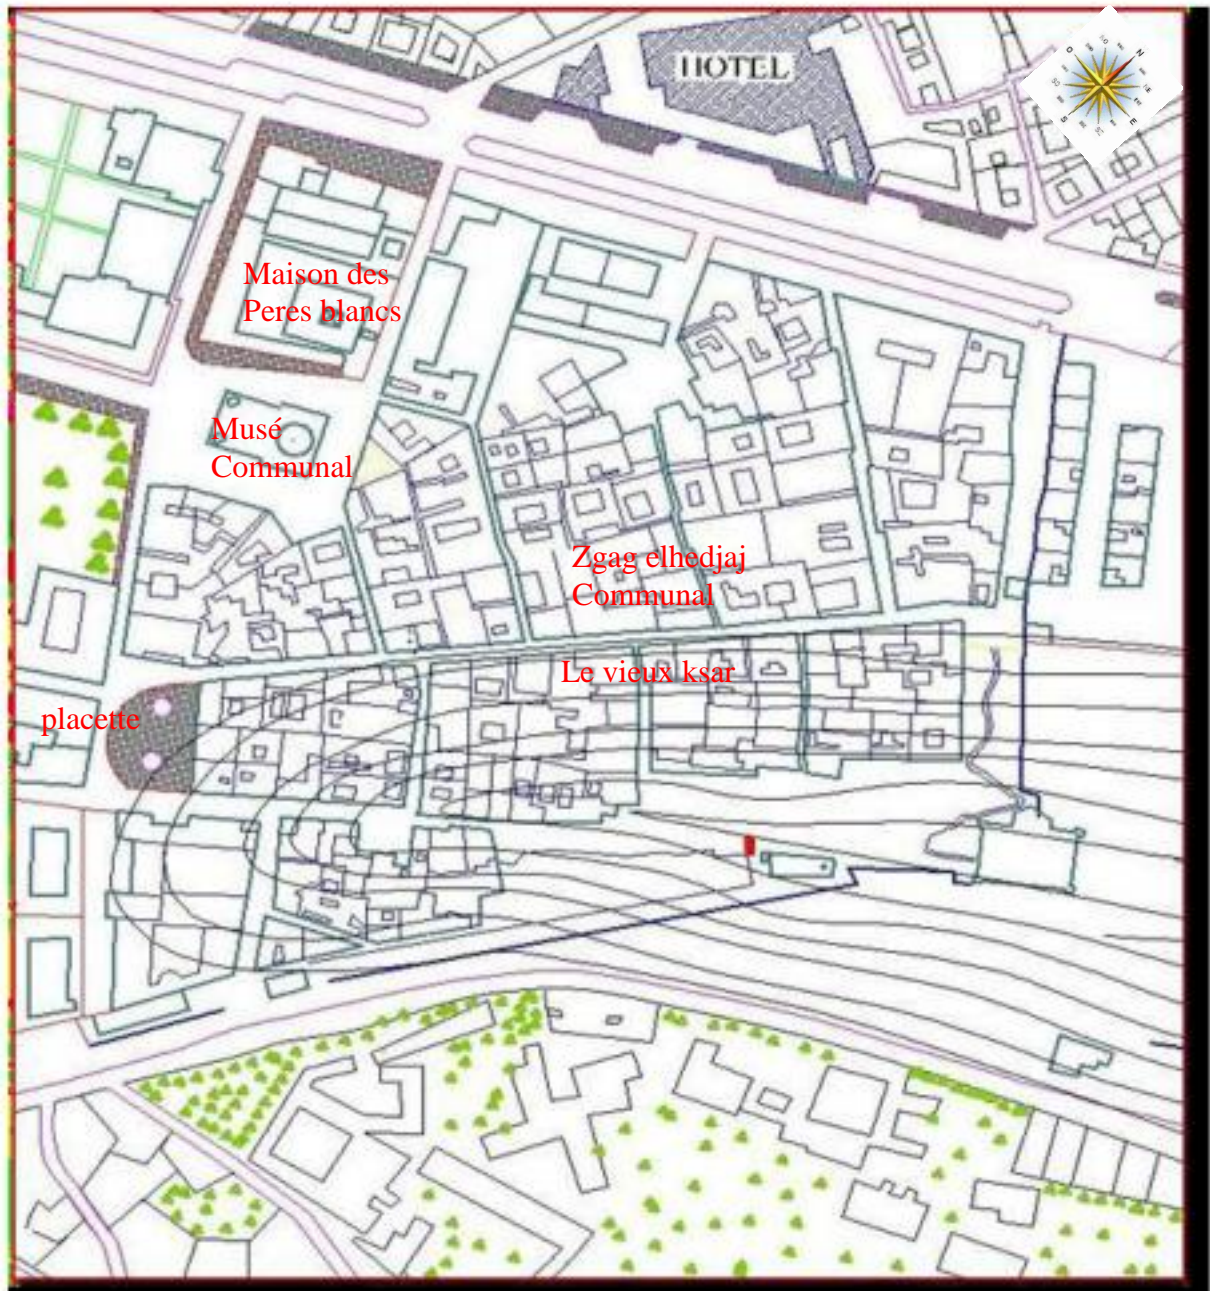 HOTEL
N
O
E
S
Maison des
Peres blancs
Musé
Communal
Zgag elhedjaj
Communal
Le vieux ksar
placette